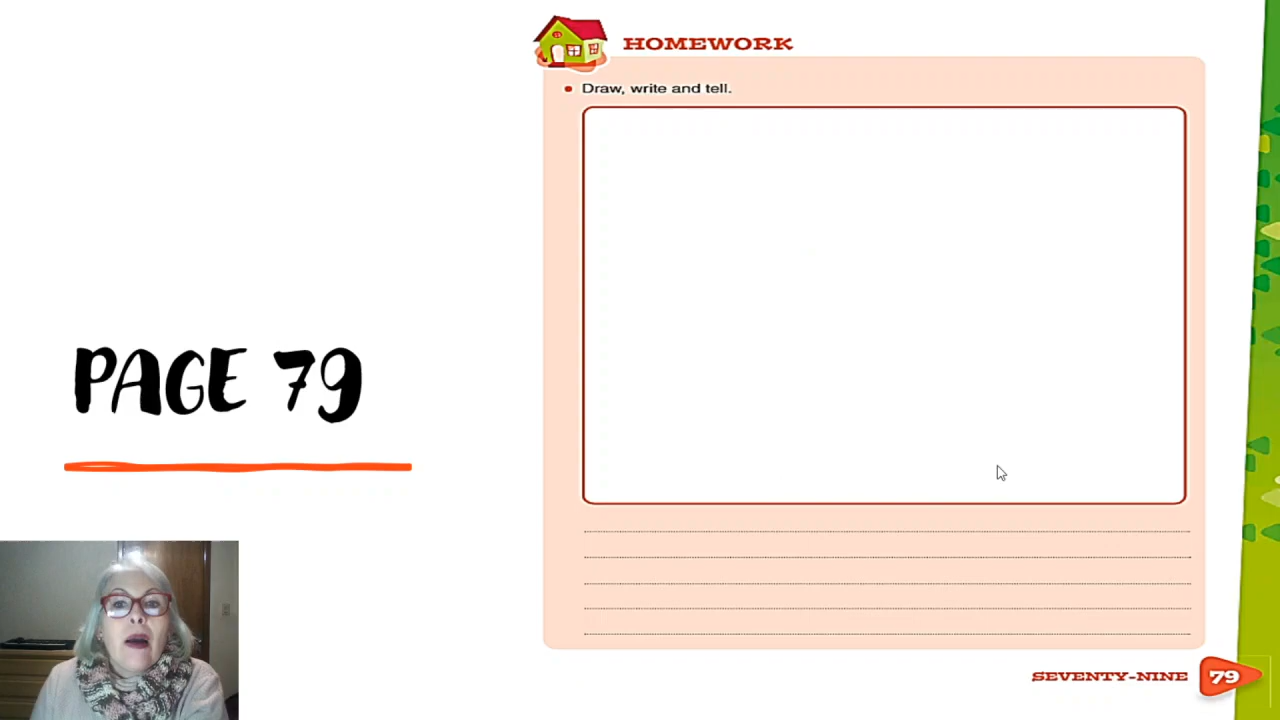 PAGE 79
HOMEWORK
• Draw, write and tell.
SEVENTY-NINE 79